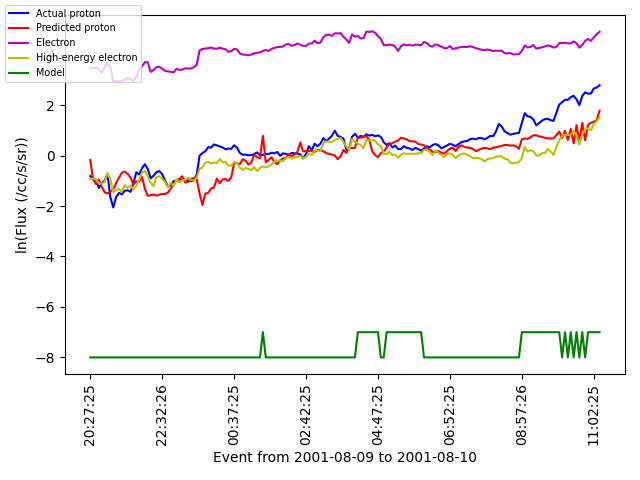 Actual proton
Predicted proton
Electron
High-energy electron
Model
2
0
−2
−4
−6
−8
ln(Flux (/cc/s/sr))
20:27:25
22:32:26
00:37:25
02:42:25
04:47:25
06:52:25
08:57:26
11:02:25
Event from 2001-08-09 to 2001-08-10